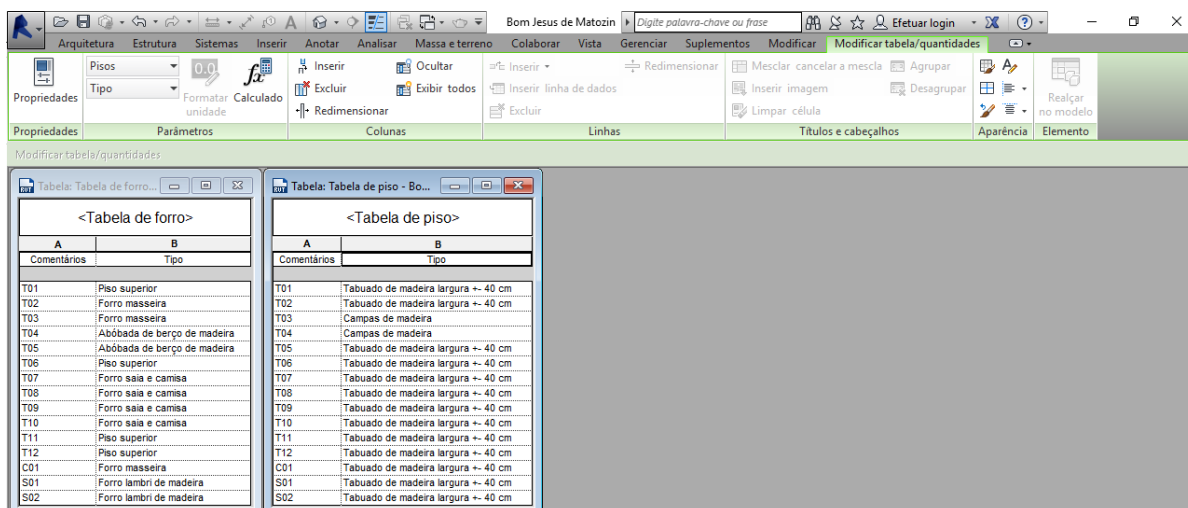 Bom Jesus de Matozin Digite palavra-chave ou frase Efetuar login
Arquitetura Estrutura Sistemas Inserir Anotar Analisar Massa e terreno Colaborar Vista Gerenciar Suplementos Modificar Modificar tabela/quantidades
Propriedades
Pisos
Tipo
0.0
Formatar unidade
fx
Calculado
Inserir
Excluir
Redimensionar
Ocultar
Exibir todos
Inserir
Inserir linha de dados
Excluir
Redimensionar
Mesclar cancelar a mescla
Inserir imagem
Limpar célula
Agrupar
Desagrupar
Realçar no modelo
Propriedades Parâmetros Colunas Linhas Títulos e cabeçalhos Aparência Elemento
Modificar tabela/quantidades
Tabela: Tabela de forro...
<Tabela de forro>
A B
Comentários Tipo
T01 Piso superior
T02 Forro masseira
T03 Forro masseira
T04 Abóbada de berço de madeira
T05 Abóbada de berço de madeira
T06 Piso superior
T07 Forro saia e camisa
T08 Forro saia e camisa
T09 Forro saia e camisa
T10 Forro saia e camisa
T11 Piso superior
T12 Piso superior
C01 Forro masseira
S01 Forro lambri de madeira
S02 Forro lambri de madeira
Tabela: Tabela de piso - Bo...
<Tabela de piso>
A B
Comentários Tipo
T01 Tabuado de madeira largura +- 40 cm
T02 Tabuado de madeira largura +- 40 cm
T03 Campas de madeira
T04 Campas de madeira
T05 Tabuado de madeira largura +- 40 cm
T06 Tabuado de madeira largura +- 40 cm
T07 Tabuado de madeira largura +- 40 cm
T08 Tabuado de madeira largura +- 40 cm
T09 Tabuado de madeira largura +- 40 cm
T10 Tabuado de madeira largura +- 40 cm
T11 Tabuado de madeira largura +- 40 cm
T12 Tabuado de madeira largura +- 40 cm
C01 Tabuado de madeira largura +- 40 cm
S01 Tabuado de madeira largura +- 40 cm
S02 Tabuado de madeira largura +- 40 cm